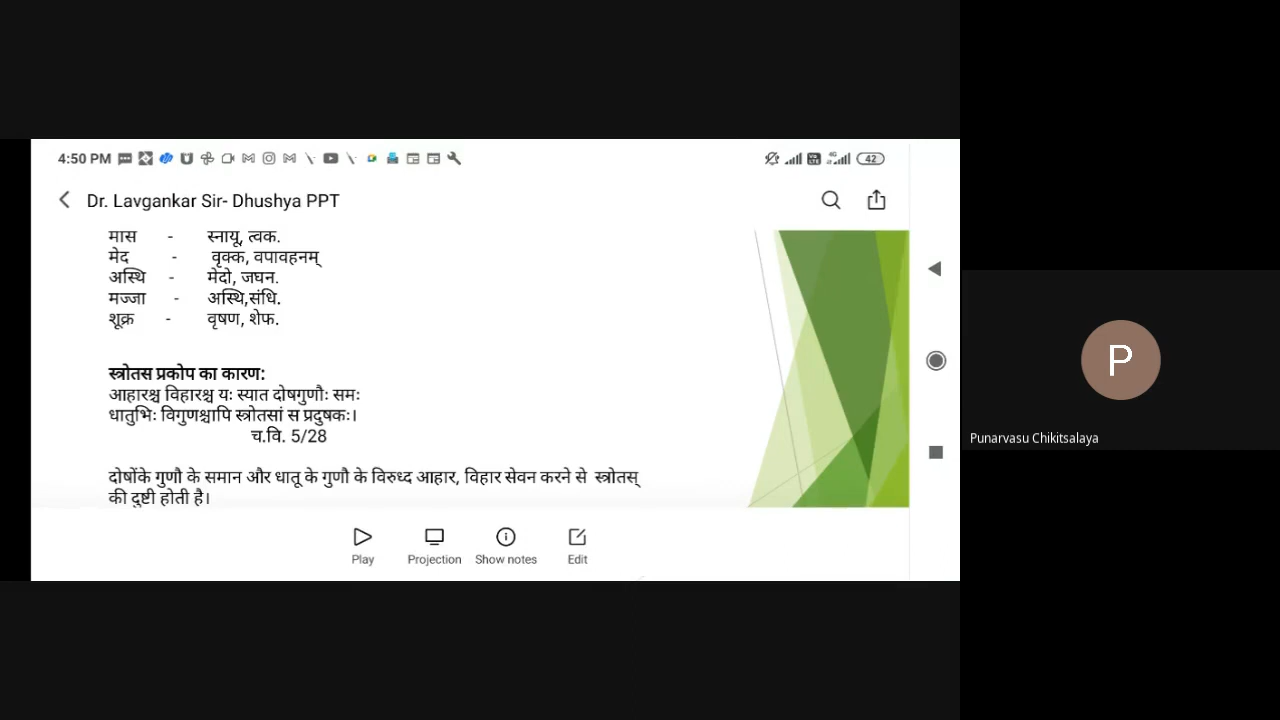 4:50 PM
42
Dr. Lavgankar Sir- Dhushya PPT
मास - स्नायू, त्वक.
मेद - वृक्क, वपावहनम्
अस्थि - मेदो, जघन.
मज्जा - अस्थि,संधि.
शूक्र - वृषण, शेफ.
स्त्रोतस प्रकोप का कारण:
आहारश्च विहारश्च यः स्यात दोषगुणौः समः
धातुभिः विगुणश्चापि स्त्रोतसां स प्रदुषकः।
च.वि. 5/28
दोषोंके गुणौ के समान और धातू के गुणौ के विरुध्द आहार, विहार सेवन करने से स्त्रोतस्
की दुष्टी होती है।
Play Projection Show notes Edit
P
Punarvasu Chikitsalaya